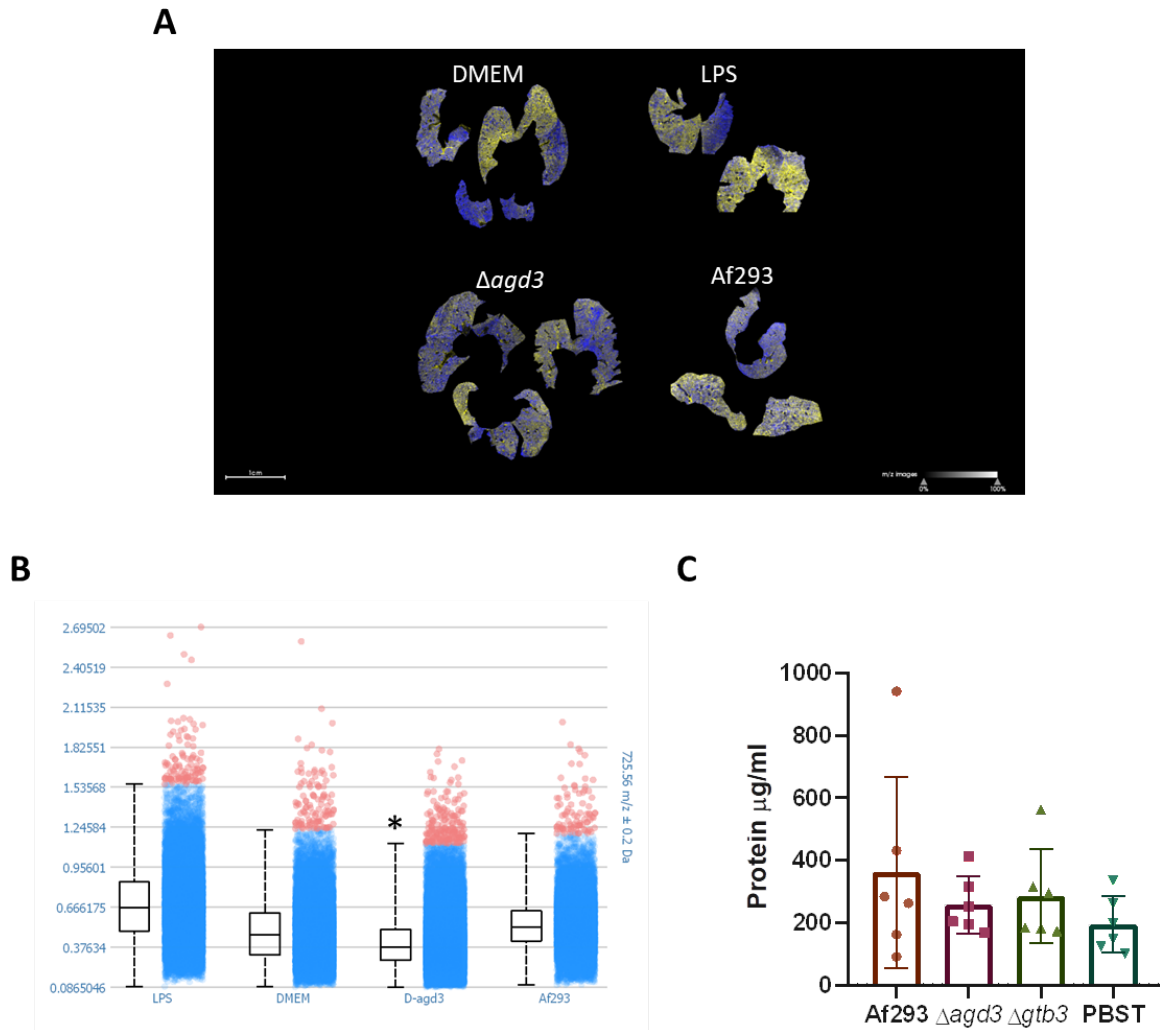 A
DMEM
LPS
Δagd3
Af293
1cm
m/z images
0%
100%
B
2.69502
2.40519
2.11535
1.82551
1.53568
1.24584
0.95601
0.666175
0.37634
0.0865046
*
725.56 m/z ± 0.2 Da
LPS
DMEM
D-agd3
Af293
C
Protein µg/ml
1000
800
600
400
200
0
Af293
Δagd3
Δgtb3
PBST